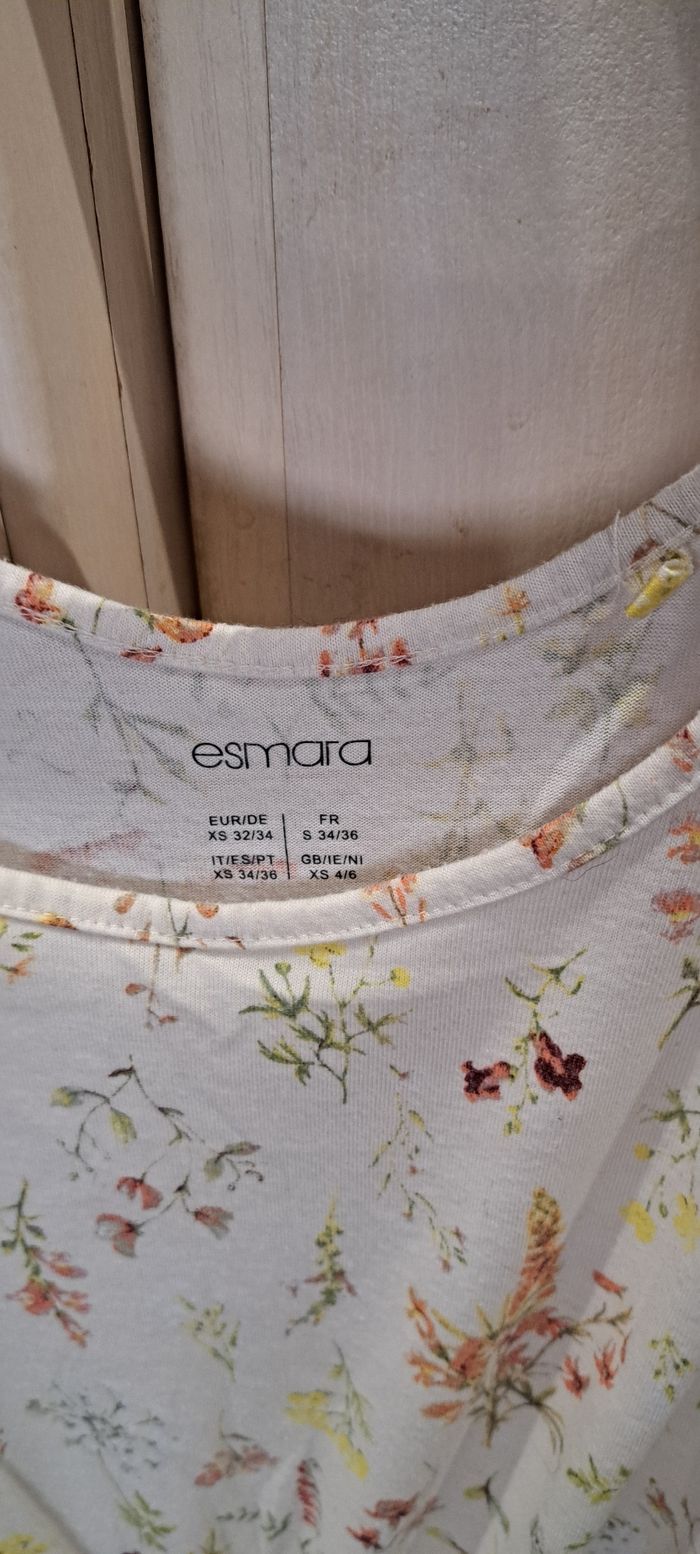 esmara
EUR/DE
XS 32/34
FR
S 34/36
IT/ES/PT
XS 34/36
GB/IE/NI
XS 4/6